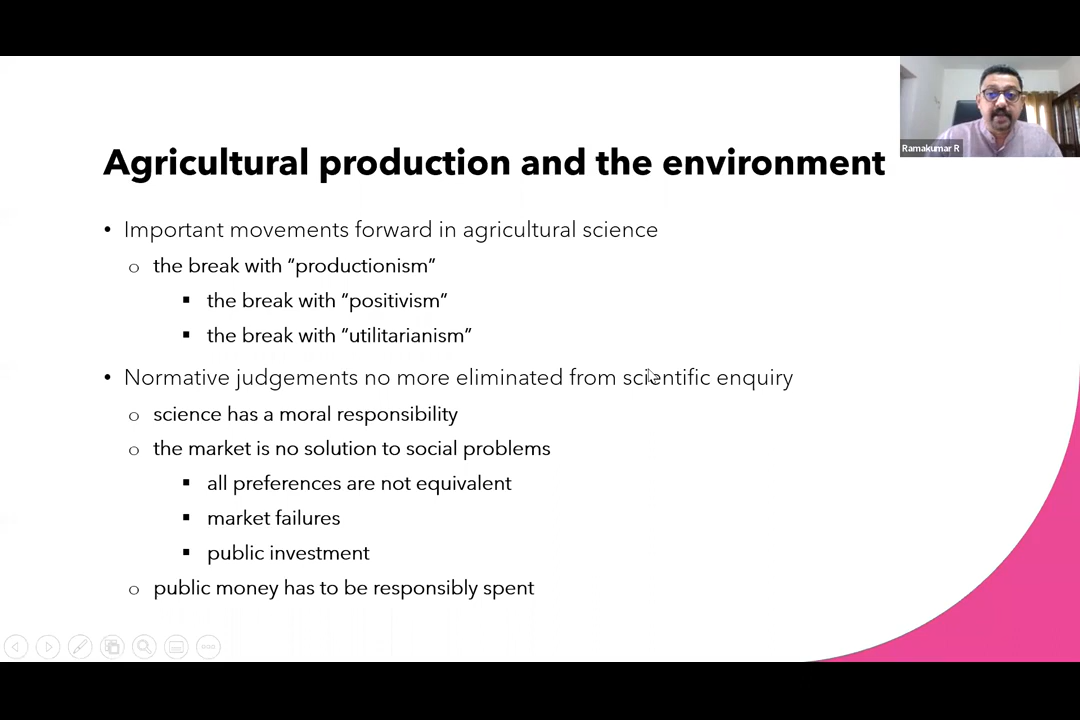 Ramakumar R
Agricultural production and the environment
• Important movements forward in agricultural science
o the break with “productionism”
▪ the break with “positivism”
▪ the break with “utilitarianism”
• Normative judgements no more eliminated from scientific enquiry
o science has a moral responsibility
o the market is no solution to social problems
▪ all preferences are not equivalent
▪ market failures
▪ public investment
o public money has to be responsibly spent